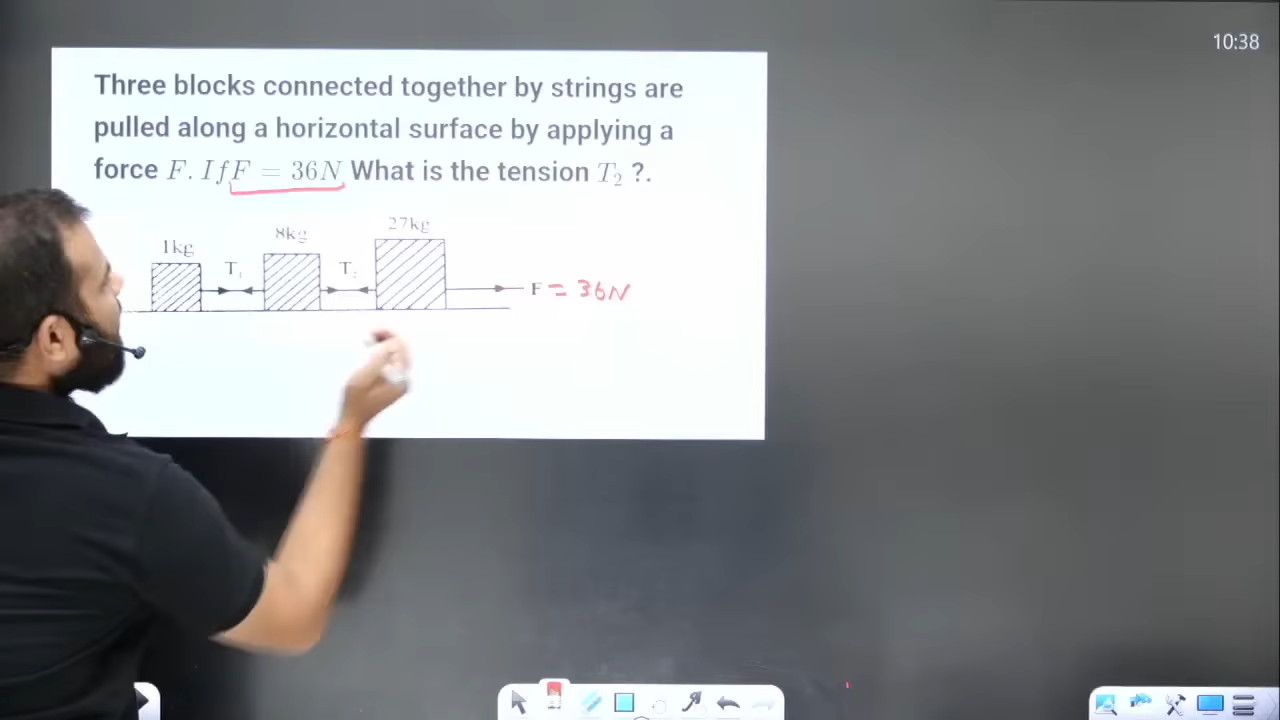 10:38
Three blocks connected together by strings are
pulled along a horizontal surface by applying a
force F. If F = 36N What is the tension T₂ ?.
1kg
8kg
27kg
T₁
T₂
F = 36N